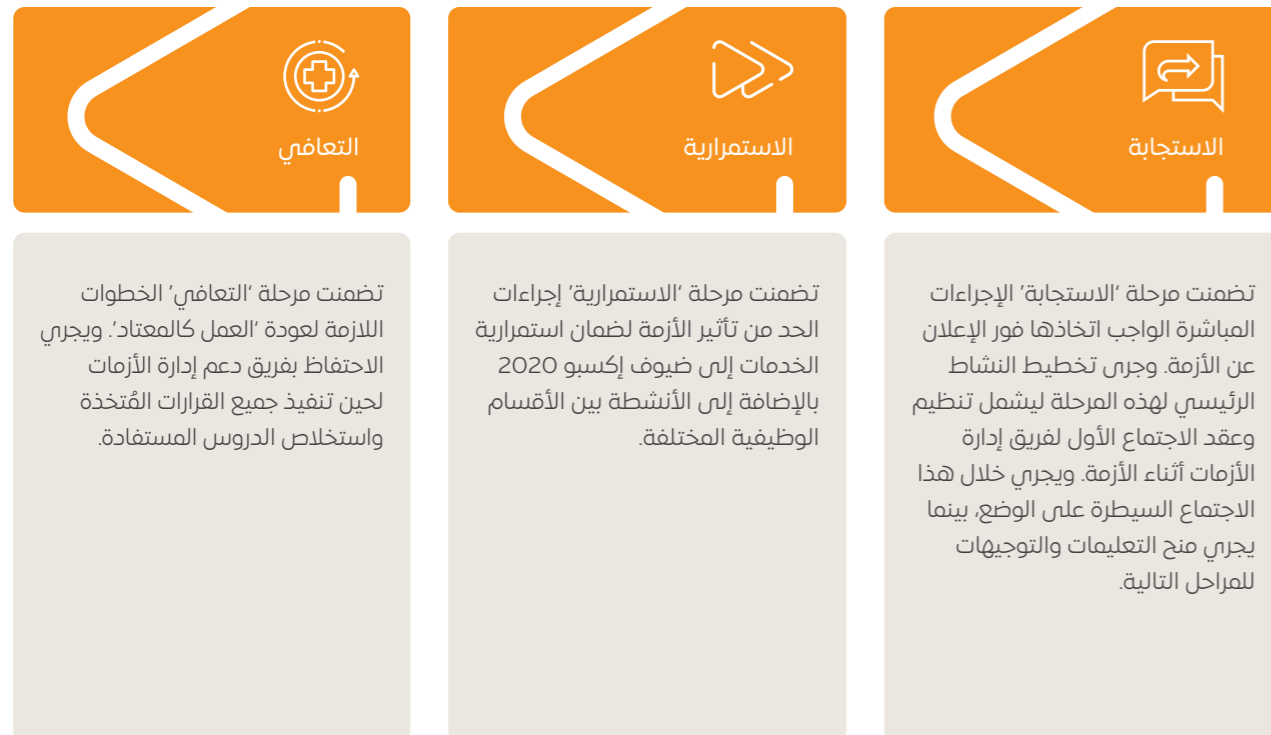 الاستجابة
تضمنت مرحلة ’الاستجابة‘ الإجراءات
المباشرة الواجب اتخاذها فور الإعلان
عن الأزمة. وجرى تخطيط النشاط
الرئيسي لهذه المرحلة ليشمل تنظيم
وعقد الاجتماع الأول لفريق إدارة
الأزمات أثناء الأزمة. ويجري خلال هذا
الاجتماع السيطرة على الوضع، بينما
يجري منح التعليمات والتوجيهات
للمراحل التالية.
الاستمرارية
تضمنت مرحلة ’الاستمرارية‘ إجراءات
الحد من تأثير الأزمة لضمان استمرارية
الخدمات إلى ضيوف إكسبو 2020
بالإضافة إلى الأنشطة بين الأقسام
الوظيفية المختلفة.
التعافي
تضمنت مرحلة ’التعافي‘ الخطوات
اللازمة لعودة ’العمل كالمعتاد‘. ويجري
الاحتفاظ بفريق دعم إدارة الأزمات
لحين تنفيذ جميع القرارات المُتخذة
واستخلاص الدروس المستفادة.